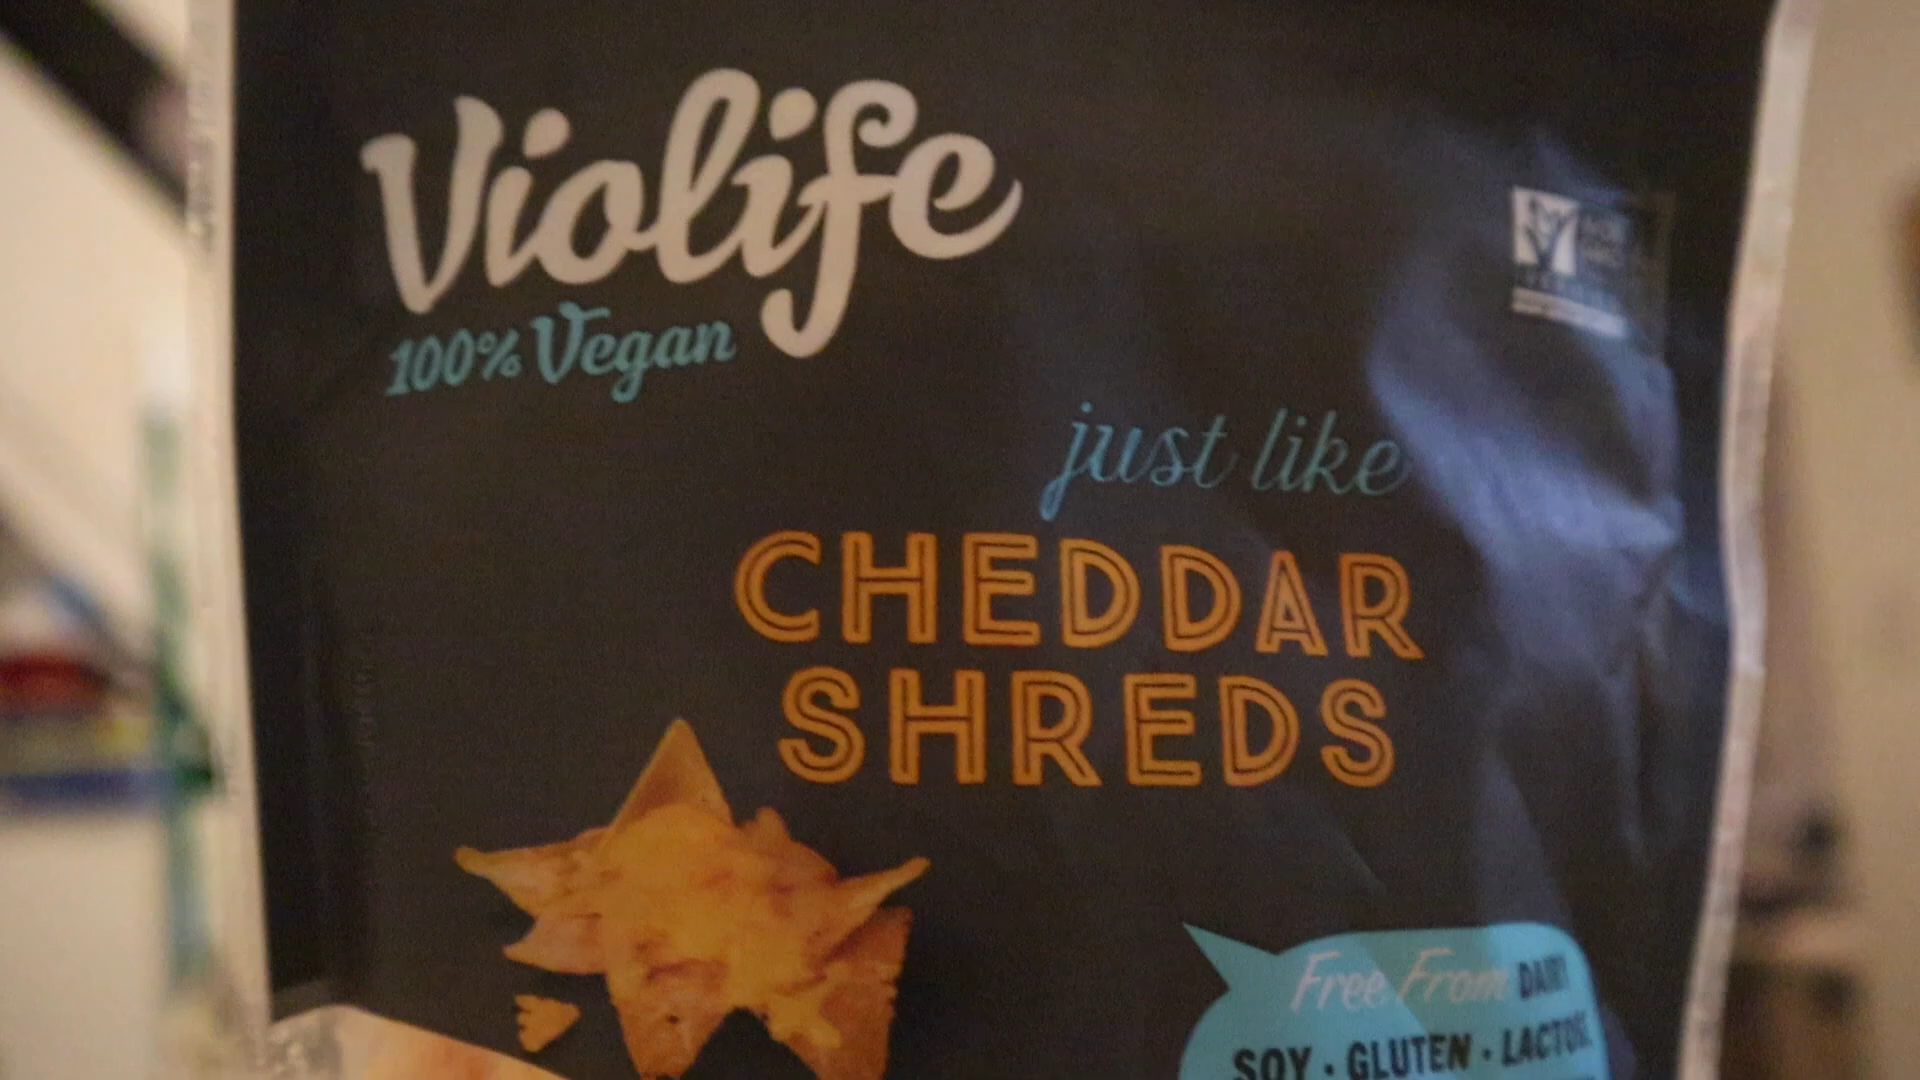 Violife
100% Vegan
just like
CHEDDAR
SHREDS
Free From DAIRY
SOY · GLUTEN · LACTOSE